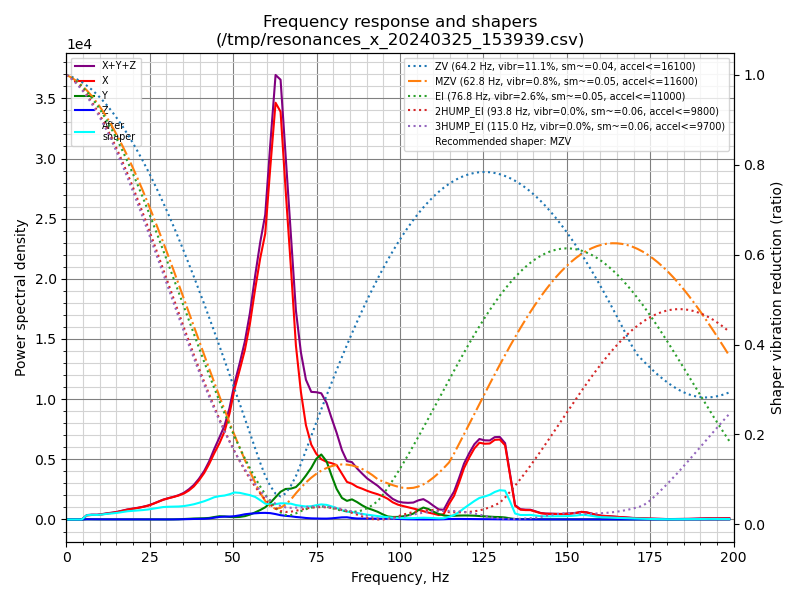 Frequency response and shapers
(/tmp/resonances_x_20240325_153939.csv)
1e4
X+Y+Z
X
Y
Z
After
shaper
ZV (64.2 Hz, vibr=11.1%, sm~=0.04, accel<=16100)
MZV (62.8 Hz, vibr=0.8%, sm~=0.05, accel<=11600)
EI (76.8 Hz, vibr=2.6%, sm~=0.05, accel<=11000)
2HUMP_EI (93.8 Hz, vibr=0.0%, sm~=0.06, accel<=9800)
3HUMP_EI (115.0 Hz, vibr=0.0%, sm~=0.06, accel<=9700)
Recommended shaper: MZV
Power spectral density
3.5
3.0
2.5
2.0
1.5
1.0
0.5
0.0
Shaper vibration reduction (ratio)
1.0
0.8
0.6
0.4
0.2
0.0
0 25 50 75 100 125 150 175 200
Frequency, Hz